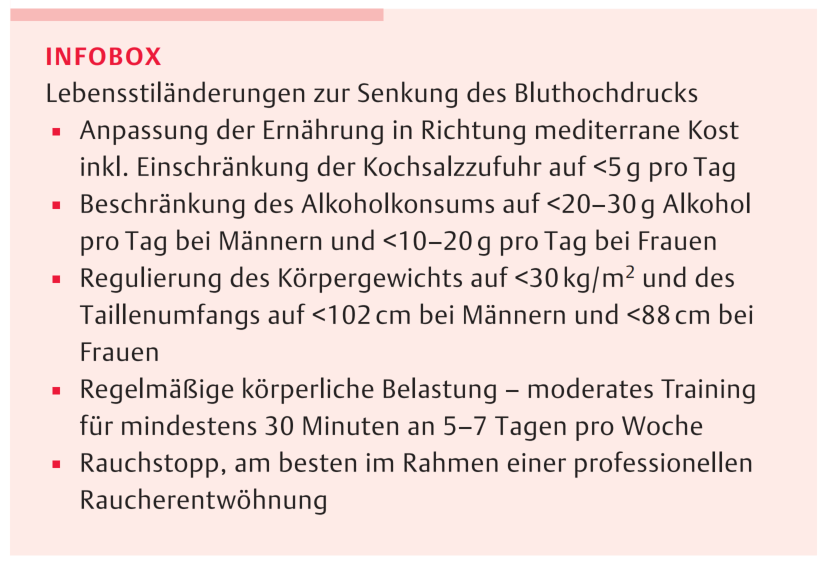 INFOBOX
Lebensstiländerungen zur Senkung des Bluthochdrucks
▪ Anpassung der Ernährung in Richtung mediterrane Kost
inkl. Einschränkung der Kochsalzzufuhr auf <5 g pro Tag
▪ Beschränkung des Alkoholkonsums auf <20–30 g Alkohol
pro Tag bei Männern und <10–20 g pro Tag bei Frauen
▪ Regulierung des Körpergewichts auf <30 kg/m² und des
Taillenumfangs auf <102 cm bei Männern und <88 cm bei
Frauen
▪ Regelmäßige körperliche Belastung – moderates Training
für mindestens 30 Minuten an 5–7 Tagen pro Woche
▪ Rauchstopp, am besten im Rahmen einer professionellen
Raucherentwöhnung